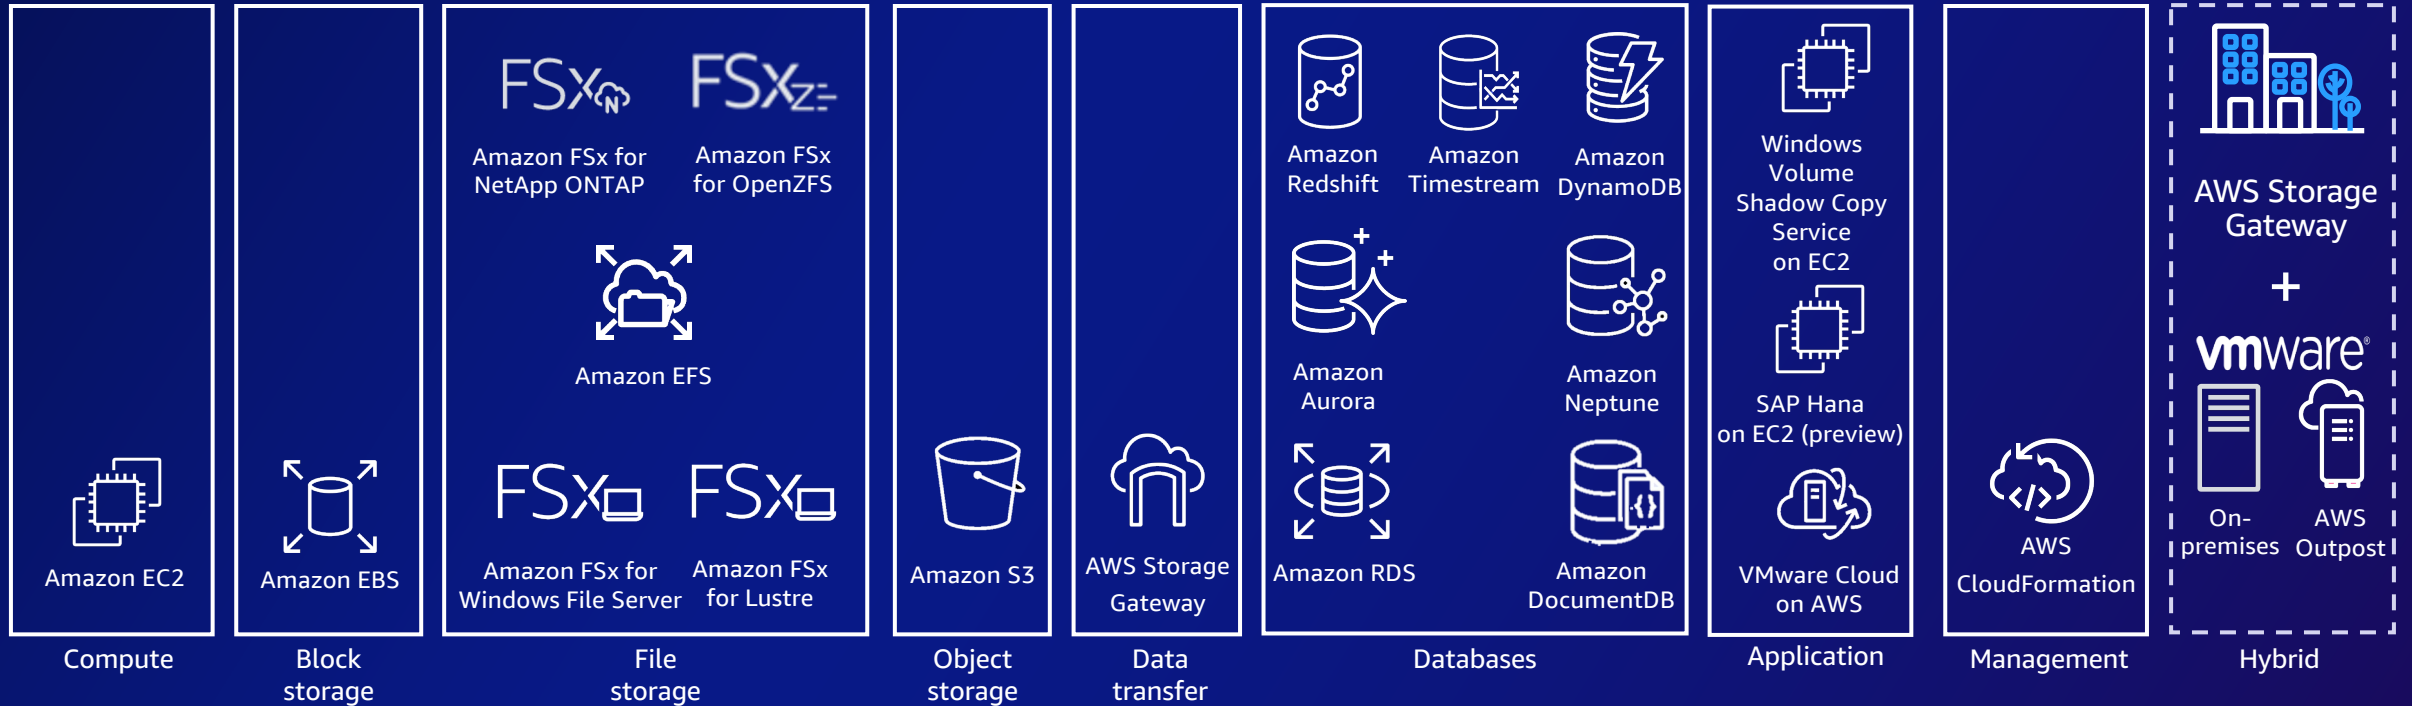 Amazon EC2
Compute
Amazon EBS
Block
storage
FSx
N
Amazon FSx for
NetApp ONTAP
FSx
Z
Amazon FSx
for OpenZFS
Amazon EFS
FSx
Amazon FSx for
Windows File Server
FSx
Amazon FSx
for Lustre
File
storage
Amazon S3
Object
storage
AWS Storage
Gateway
Data
transfer
Amazon
Redshift
Amazon
Timestream
Amazon
DynamoDB
Amazon
Aurora
Amazon
Neptune
Amazon RDS
{}
Amazon
DocumentDB
Databases
Windows
Volume
Shadow Copy
Service
on EC2
SAP Hana
on EC2 (preview)
VMware Cloud
on AWS
Application
</>
AWS
CloudFormation
Management
AWS Storage
Gateway
+
vmware®
On-
premises
AWS
Outpost
Hybrid